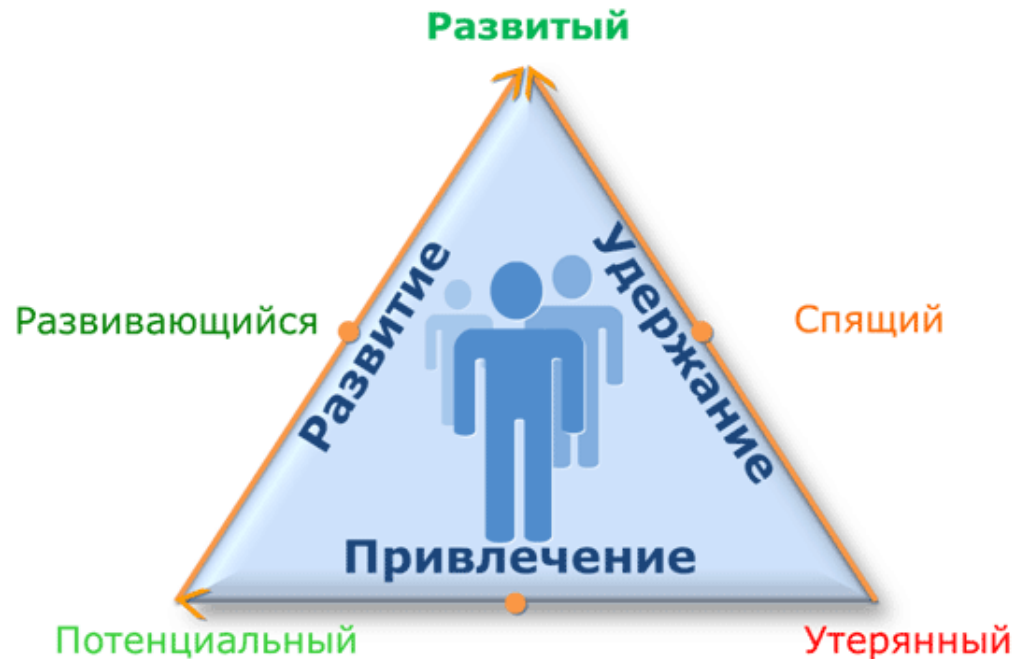 Развитый
Развитие
Удержание
Развивающийся
Спящий
Привлечение
Потенциальный
Утерянный